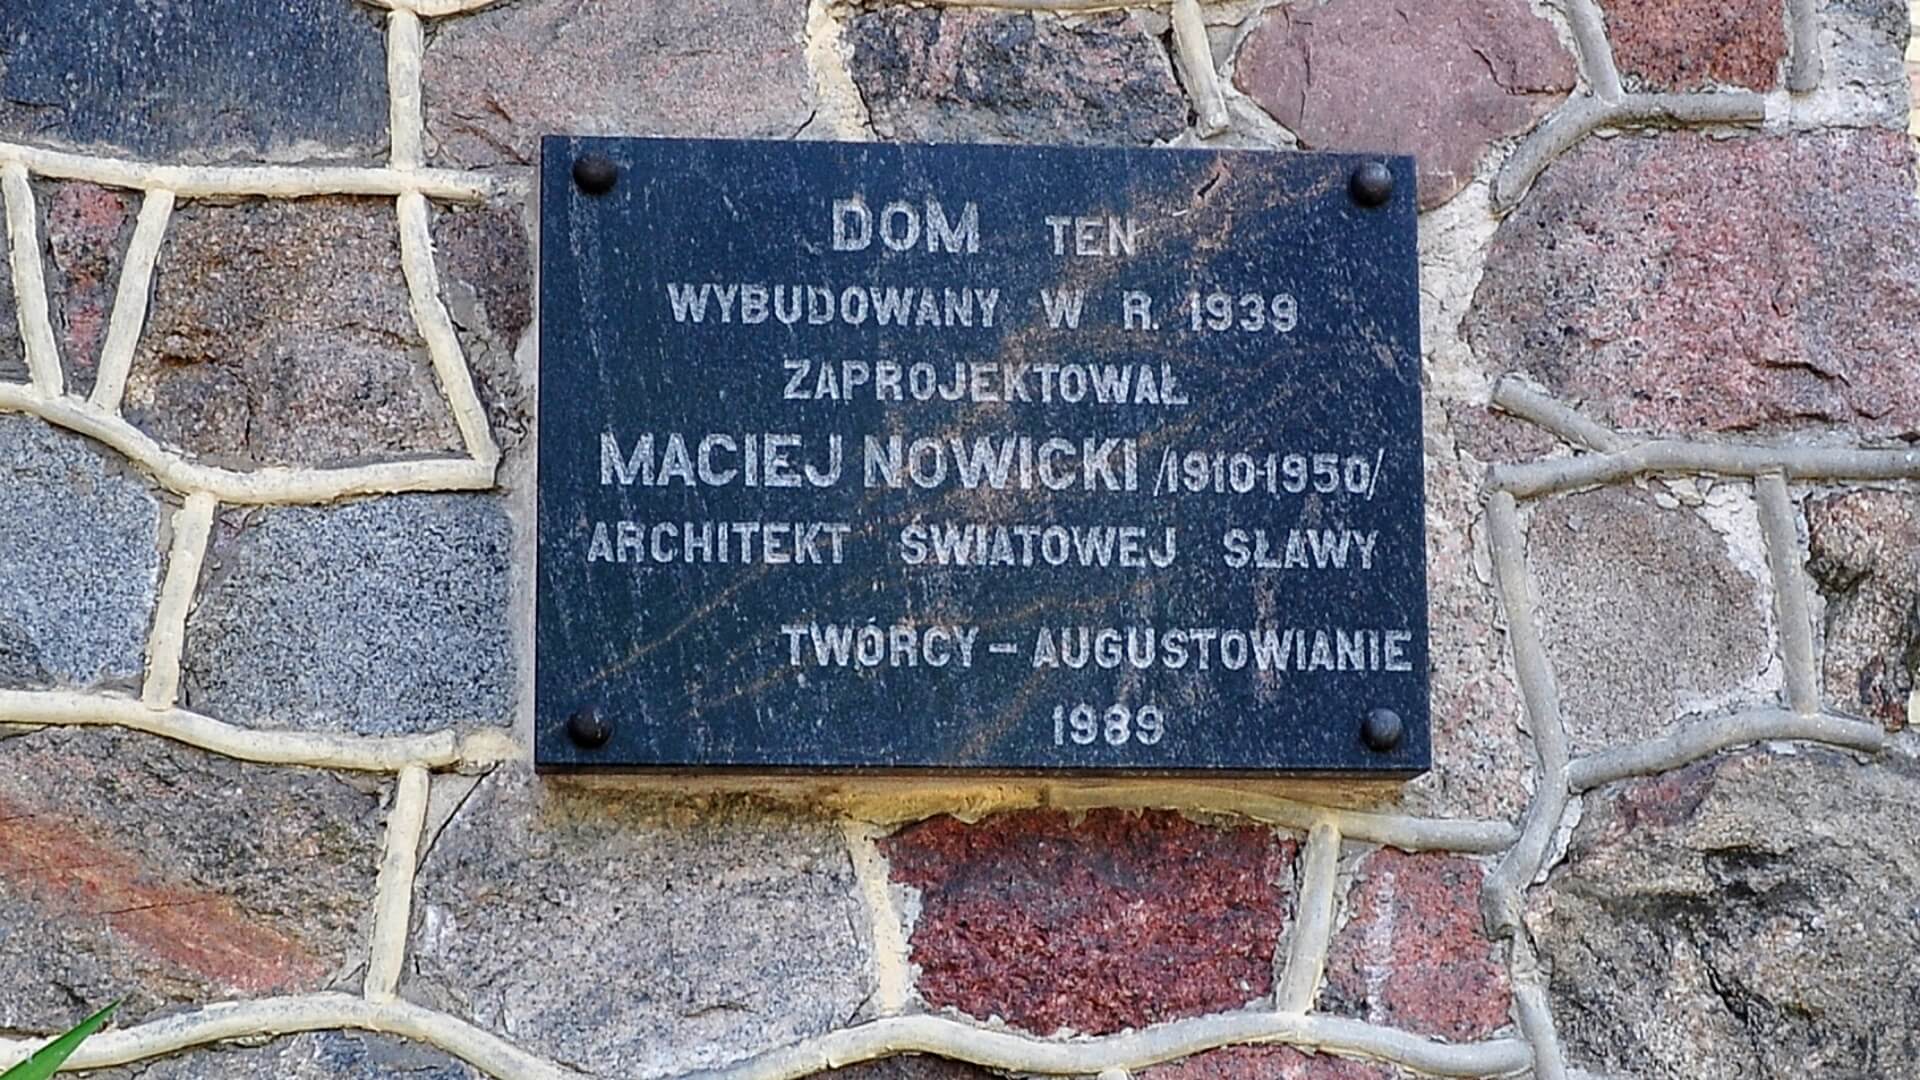 DOM TEN
WYBUDOWANY W R. 1939
ZAPROJEKTOWAŁ
MACIEJ NOWICKI /1910-1950/
ARCHITEKT ŚWIATOWEJ SŁAWY
TWÓRCY – AUGUSTOWIANIE
1989